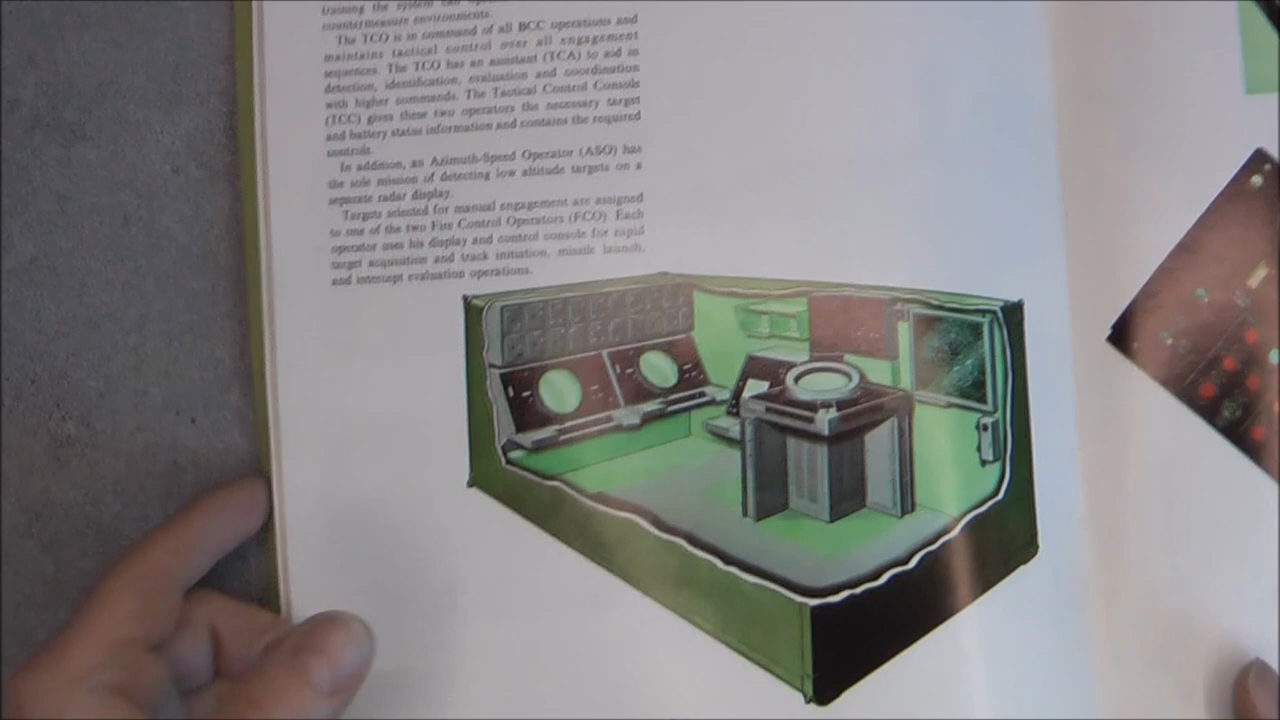 training the system can
countermeasure environments.
The TCO is in command of all BCC operations and
maintains tactical control over all engagement
sequences. The TCO has an assistant (TCA) to aid in
detection, identification, evaluation and coordination
with higher commands. The Tactical Control Console
(TCC) gives these two operators the necessary target
and battery status information and contains the required
controls.
In addition, an Azimuth-Speed Operator (ASO) has
the sole mission of detecting low altitude targets on a
separate radar display.
Targets selected for manual engagement are assigned
to one of the two Fire Control Operators (FCO). Each
operator uses his display and control console for rapid
target acquisition and track initiation, missile launch,
and intercept evaluation operations.